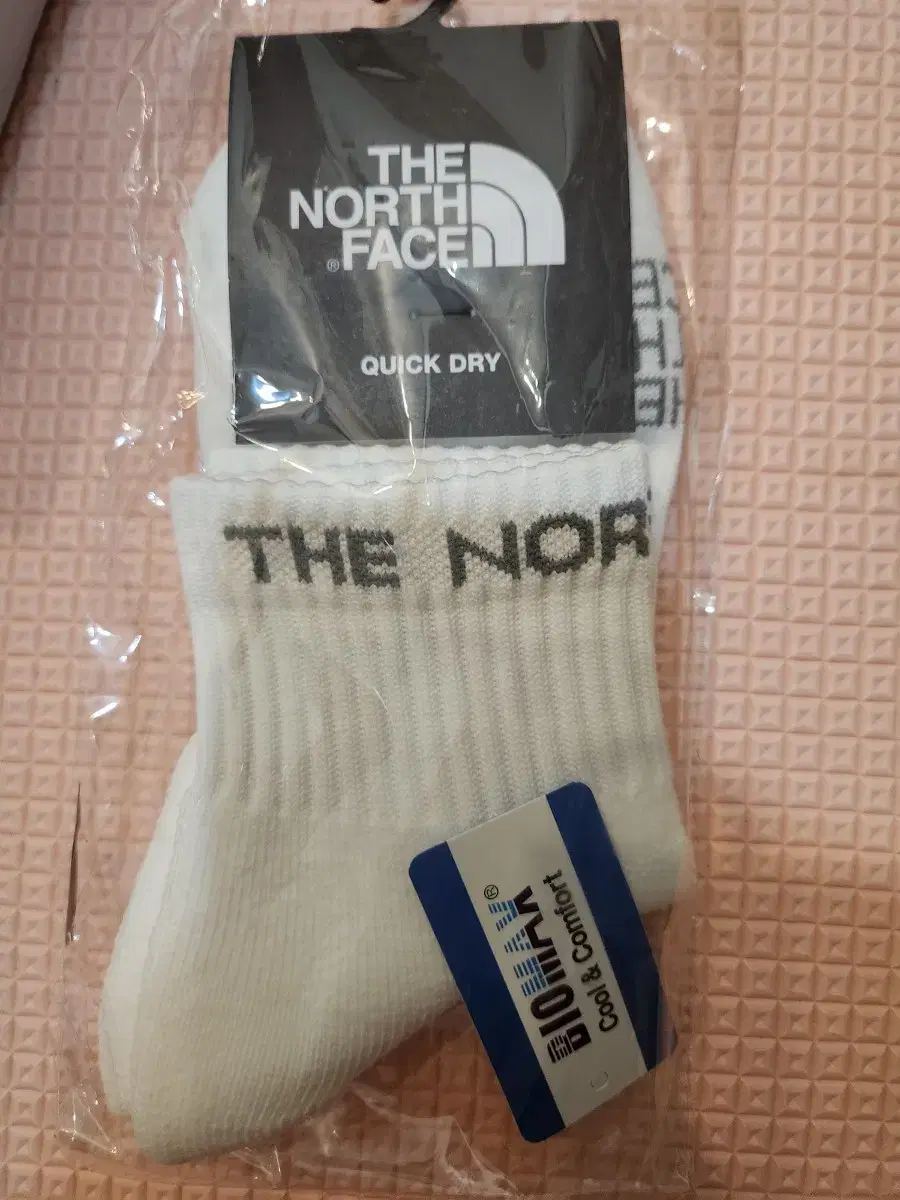 THE
NORTH
® FACE
QUICK DRY
THE NOR
BIOMAX®
Cool & Comfort